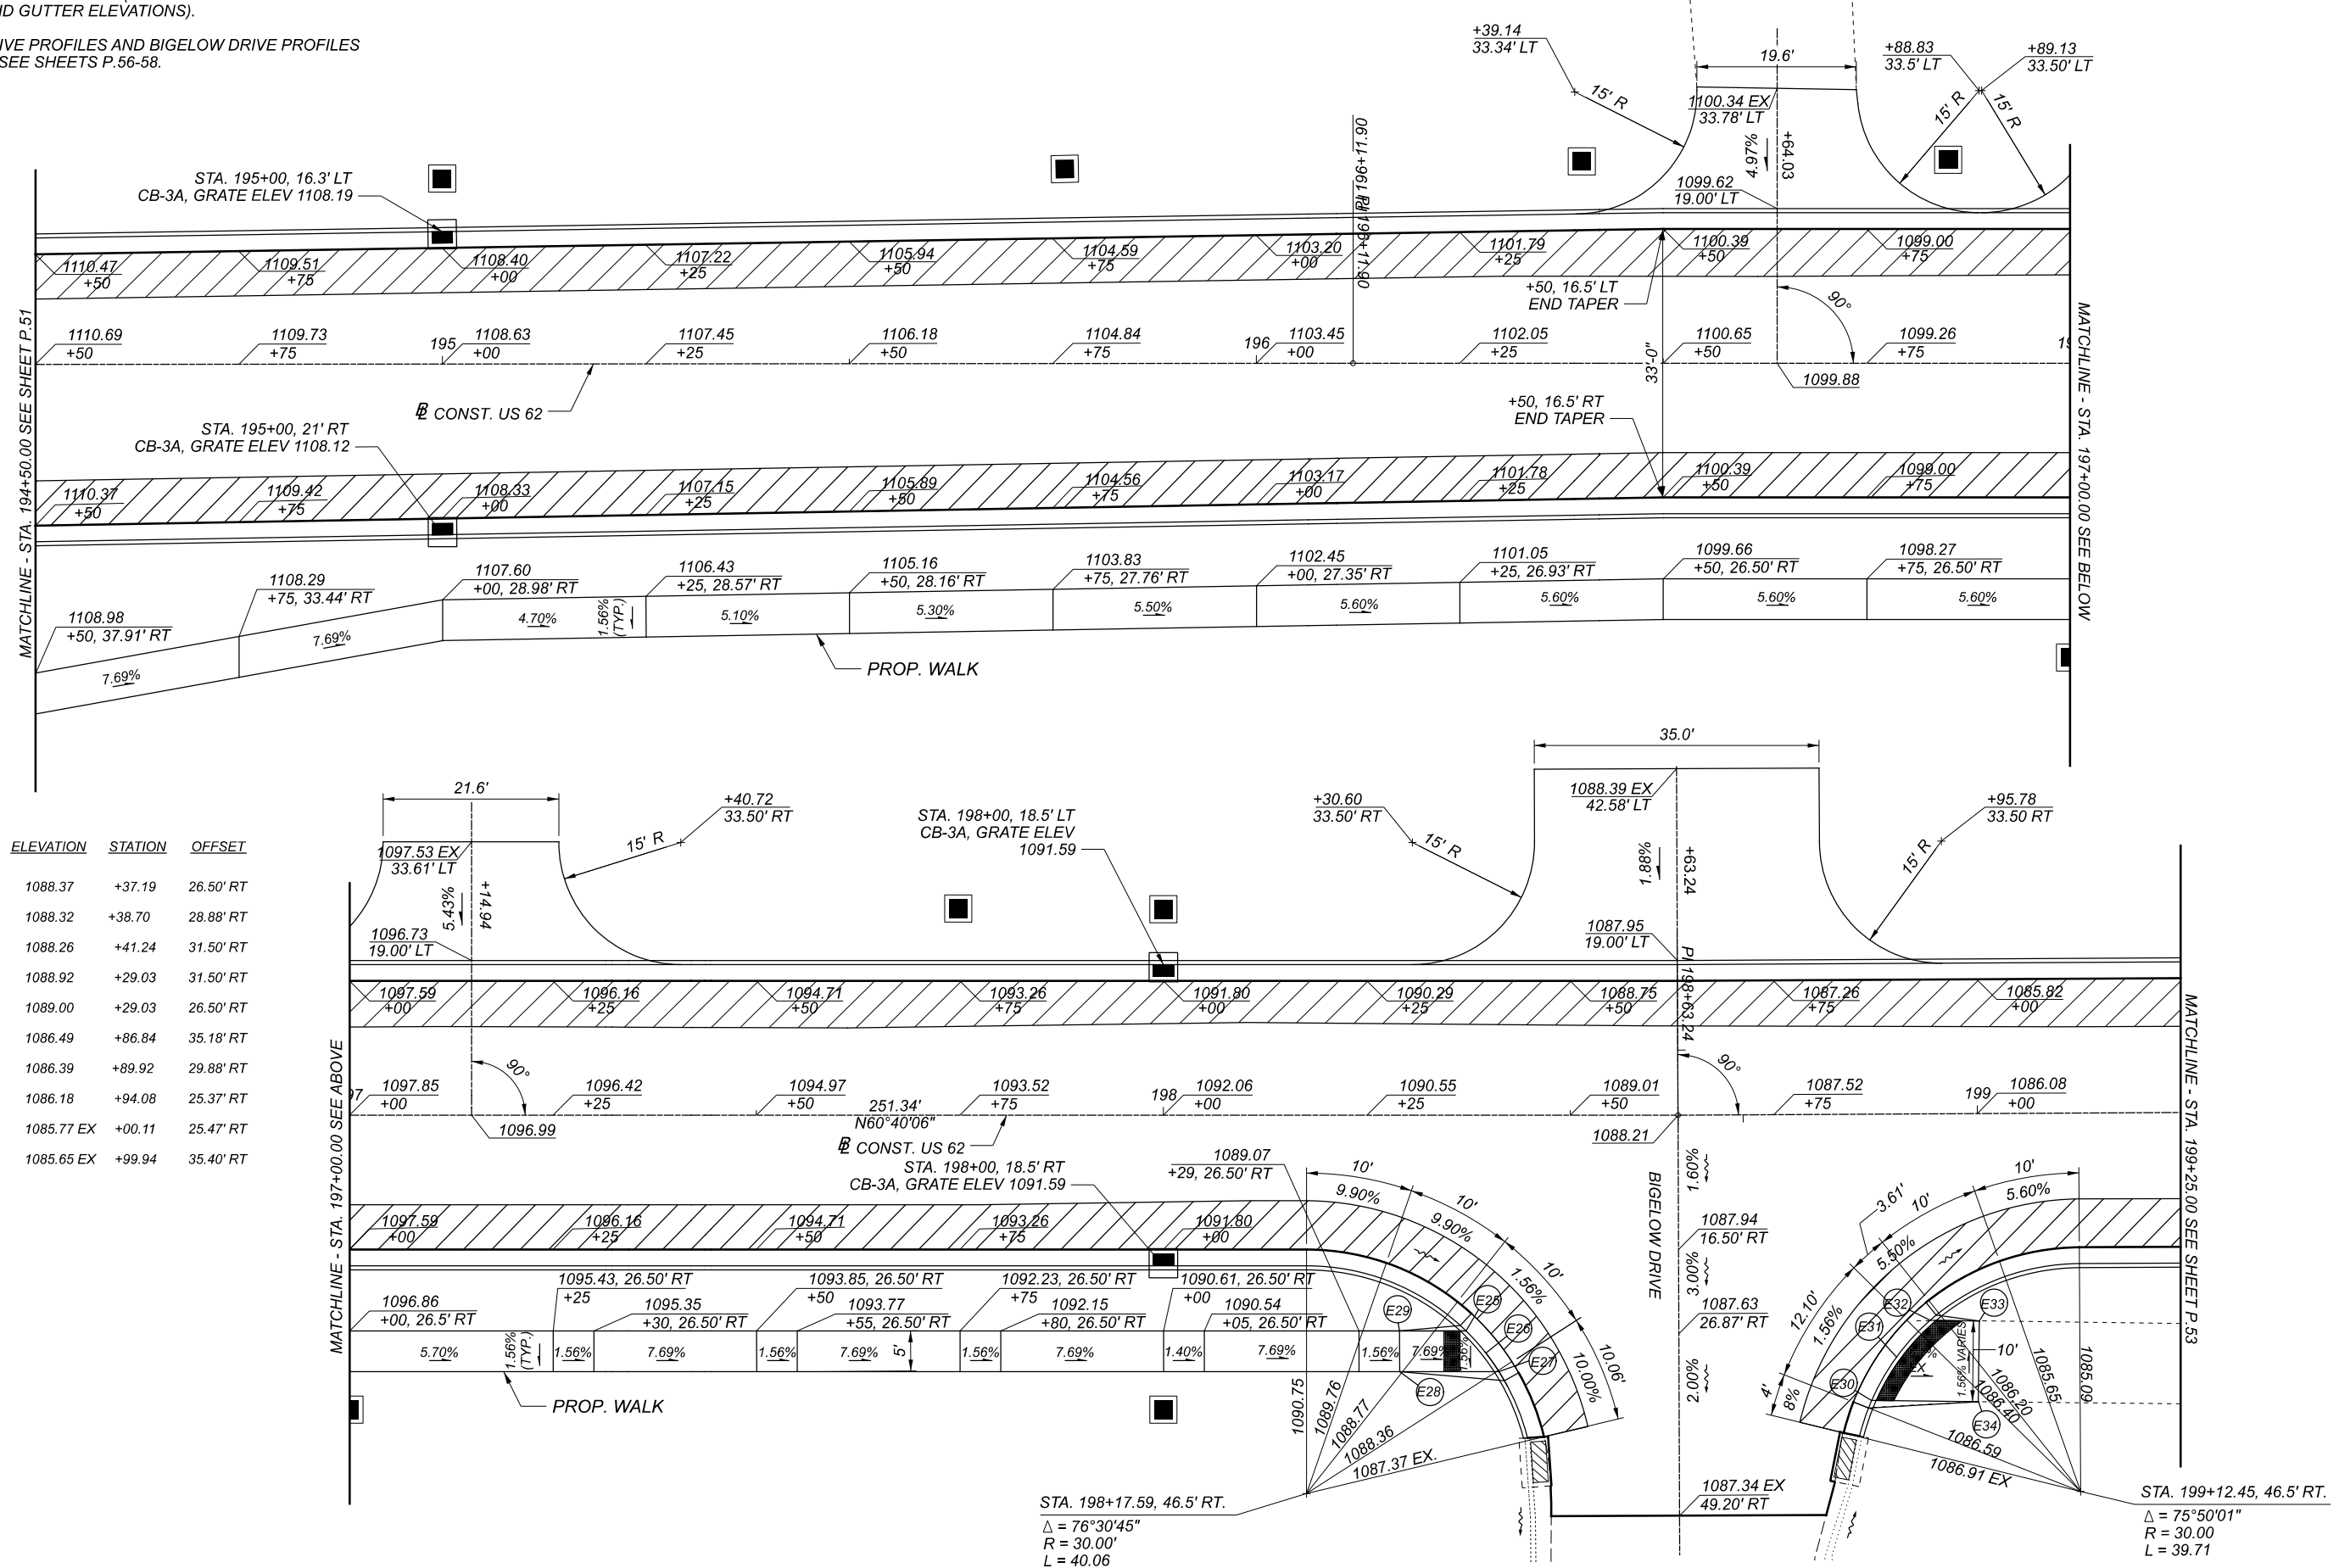 ND GUTTER ELEVATIONS).
IVE PROFILES AND BIGELOW DRIVE PROFILES
SEE SHEETS P.56-58.
+39.14
33.34' LT
15' R
19.6'
+88.83
33.5' LT
+89.13
33.50' LT
15' R
15' R
1100.34 EX
33.78' LT
4.97%
+64.03
1099.62
19.00' LT
PI 196+11.90
PI 196+11.90
STA. 195+00, 16.3' LT
CB-3A, GRATE ELEV 1108.19
MATCHLINE - STA. 194+50.00 SEE SHEET P.51
1110.47
+50
1109.51
+75
1108.40
+00
1107.22
+25
1105.94
+50
1104.59
+75
1103.20
+00
1101.79
+25
1100.39
+50
1099.00
+75
+50, 16.5' LT
END TAPER
90°
MATCHLINE - STA. 197+00.00 SEE BELOW
1110.69
+50
1109.73
+75
195
1108.63
+00
1107.45
+25
1106.18
+50
1104.84
+75
196
1103.45
+00
1102.05
+25
1100.65
+50
1099.26
+75
19
33'-0"
1099.88
BL CONST. US 62
+50, 16.5' RT
END TAPER
STA. 195+00, 21' RT
CB-3A, GRATE ELEV 1108.12
1110.37
+50
1109.42
+75
1108.33
+00
1107.15
+25
1105.89
+50
1104.56
+75
1103.17
+00
1101.78
+25
1100.39
+50
1099.00
+75
1108.98
+50, 37.91' RT
1108.29
+75, 33.44' RT
1107.60
+00, 28.98' RT
1106.43
+25, 28.57' RT
1105.16
+50, 28.16' RT
1103.83
+75, 27.76' RT
1102.45
+00, 27.35' RT
1101.05
+25, 26.93' RT
1099.66
+50, 26.50' RT
1098.27
+75, 26.50' RT
7.69%
7.69%
4.70%
1.56%
(TYP.)
5.10%
5.30%
5.50%
5.60%
5.60%
5.60%
5.60%
PROP. WALK
ELEVATION STATION OFFSET
1088.37 +37.19 26.50' RT
1088.32 +38.70 28.88' RT
1088.26 +41.24 31.50' RT
1088.92 +29.03 31.50' RT
1089.00 +29.03 26.50' RT
1086.49 +86.84 35.18' RT
1086.39 +89.92 29.88' RT
1086.18 +94.08 25.37' RT
1085.77 EX +00.11 25.47' RT
1085.65 EX +99.94 35.40' RT
21.6'
+40.72
33.50' RT
15' R
1097.53 EX
33.61' LT
5.43%
+14.94
1096.73
19.00' LT
STA. 198+00, 18.5' LT
CB-3A, GRATE ELEV
1091.59
+30.60
33.50' RT
15' R
35.0'
1088.39 EX
42.58' LT
1.88%
+63.24
1087.95
19.00' LT
PI 198+63.24
+95.78
33.50 RT
15' R
MATCHLINE - STA. 197+00.00 SEE ABOVE
1097.59
+00
1096.16
+25
1094.71
+50
1093.26
+75
1091.80
+00
1090.29
+25
1088.75
+50
1087.26
+75
1085.82
+00
MATCHLINE - STA. 199+25.00 SEE SHEET P.53
90°
90°
97
1097.85
+00
1096.42
+25
1094.97
+50
1093.52
+75
198
1092.06
+00
1090.55
+25
1089.01
+50
1087.52
+75
199
1086.08
+00
1096.99
251.34'
N60°40'06"
BL CONST. US 62
1088.21
STA. 198+00, 18.5' RT
CB-3A, GRATE ELEV 1091.59
1089.07
+29, 26.50' RT
BIGELOW DRIVE
1.60%
1087.94
16.50' RT
3.00%
1087.63
26.87' RT
2.00%
1087.34 EX
49.20' RT
1097.59
+00
1096.16
+25
1094.71
+50
1093.26
+75
1091.80
+00
1096.86
+00, 26.5' RT
1095.43, 26.50' RT
+25
1095.35
+30, 26.50' RT
1093.85, 26.50' RT
+50
1093.77
+55, 26.50' RT
1092.23, 26.50' RT
+75
1092.15
+80, 26.50' RT
1090.61, 26.50' RT
+00
1090.54
+05, 26.50' RT
5.70%
1.56%
(TYP.)
1.56%
7.69%
1.56%
7.69%
5'
1.56%
7.69%
1.40%
7.69%
1.56%
7.69%
1.56%
PROP. WALK
10'
9.90%
10'
9.90%
10'
1.56%
10.06'
10.00%
E29
E25
E26
E27
E28
1090.75
1089.76
1088.77
1088.36
1087.37 EX.
STA. 198+17.59, 46.5' RT.
Δ = 76°30'45"
R = 30.00'
L = 40.06
10'
5.60%
10'
3.61'
5.50%
12.10'
1.56%
4'
8%
E32
E33
E31
E30
E34
1.56% VARIES
10'
1085.09
1085.65
1086.20
1086.40
1086.59
1086.91 EX
STA. 199+12.45, 46.5' RT.
Δ = 75°50'01"
R = 30.00
L = 39.71